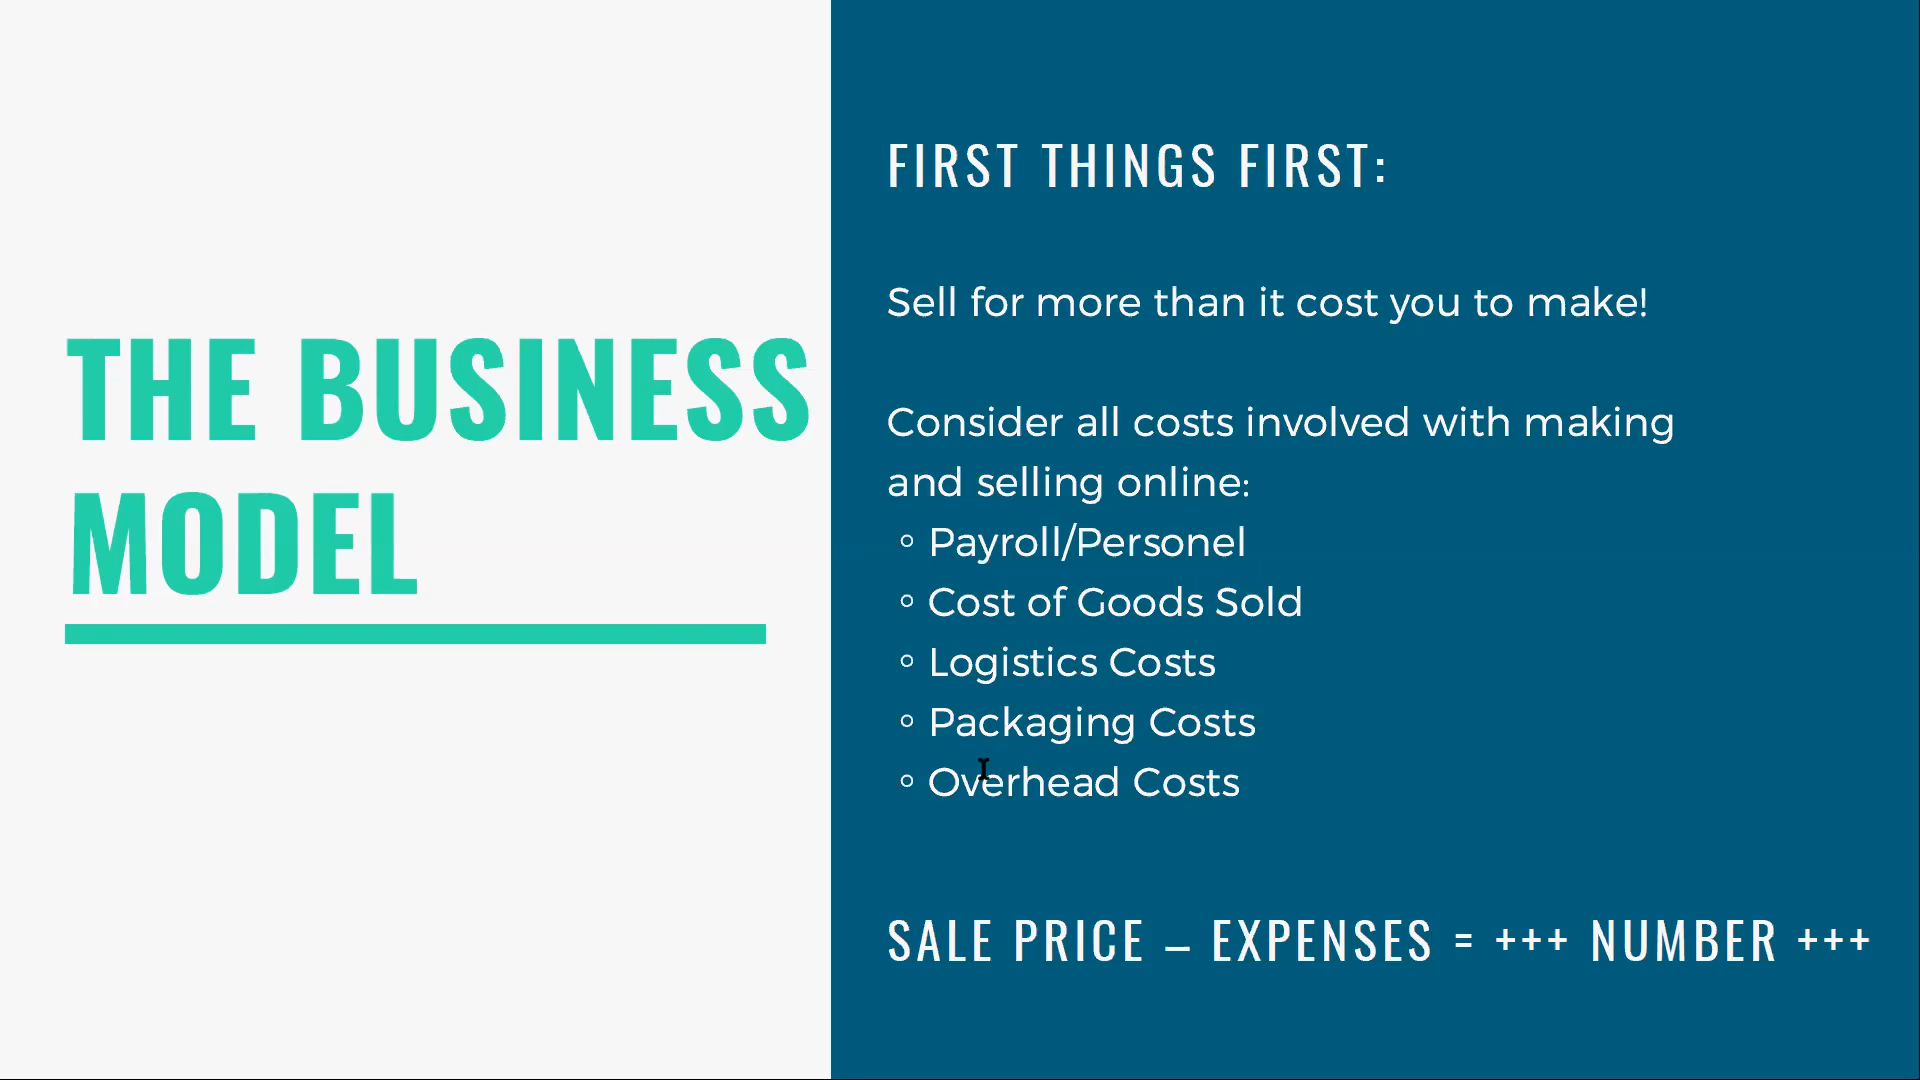 THE BUSINESS
MODEL
FIRST THINGS FIRST:
Sell for more than it cost you to make!
Consider all costs involved with making
and selling online:
◦ Payroll/Personel
◦ Cost of Goods Sold
◦ Logistics Costs
◦ Packaging Costs
◦ Overhead Costs
SALE PRICE – EXPENSES = +++ NUMBER +++